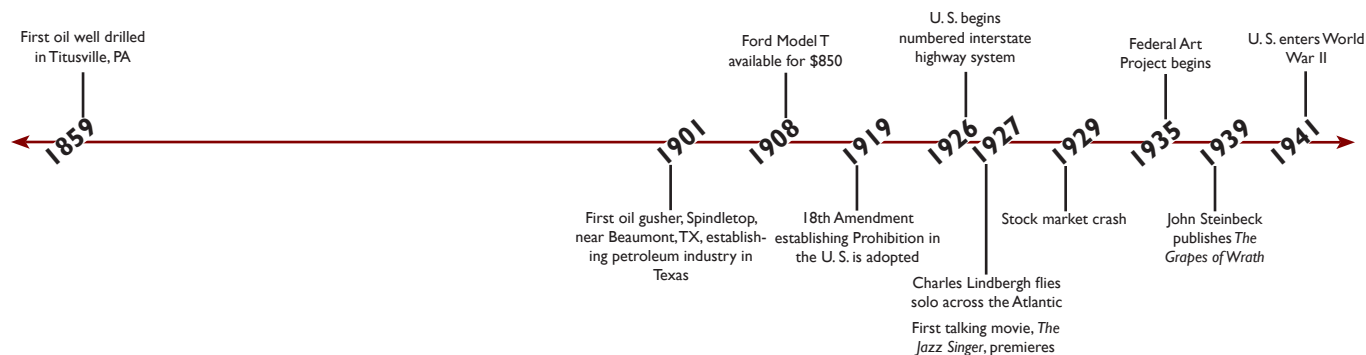 First oil well drilled
in Titusville, PA
1859
First oil gusher, Spindletop,
near Beaumont, TX, establish-
ing petroleum industry in
Texas
1901
Ford Model T
available for $850
1908
18th Amendment
establishing Prohibition in
the U. S. is adopted
1919
U. S. begins
numbered interstate
highway system
1926
1927
Charles Lindbergh flies
solo across the Atlantic
First talking movie, The
Jazz Singer, premieres
1929
Stock market crash
Federal Art
Project begins
1935
1939
John Steinbeck
publishes The
Grapes of Wrath
U. S. enters World
War II
1941